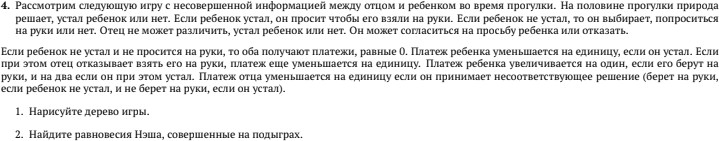 4. Рассмотрим следующую игру с несовершенной информацией между отцом и ребенком во время прогулки. На половине прогулки природа
решает, устал ребенок или нет. Если ребенок устал, он просит чтобы его взяли на руки. Если ребенок не устал, то он выбирает, попроситься
на руки или нет. Отец не может различить, устал ребенок или нет. Он может согласиться на просьбу ребенка или отказать.
Если ребенок не устал и не просится на руки, то оба получают платежи, равные 0. Платеж ребенка уменьшается на единицу, если он устал. Если
при этом отец отказывает взять его на руки, платеж еще уменьшается на единицу. Платеж ребенка увеличивается на один, если его берут на
руки, и на два если он при этом устал. Платеж отца уменьшается на единицу если он принимает несоответствующее решение (берет на руки,
если ребенок не устал, и не берет на руки, если он устал).
1. Нарисуйте дерево игры.
2. Найдите равновесия Нэша, совершенные на подыграх.